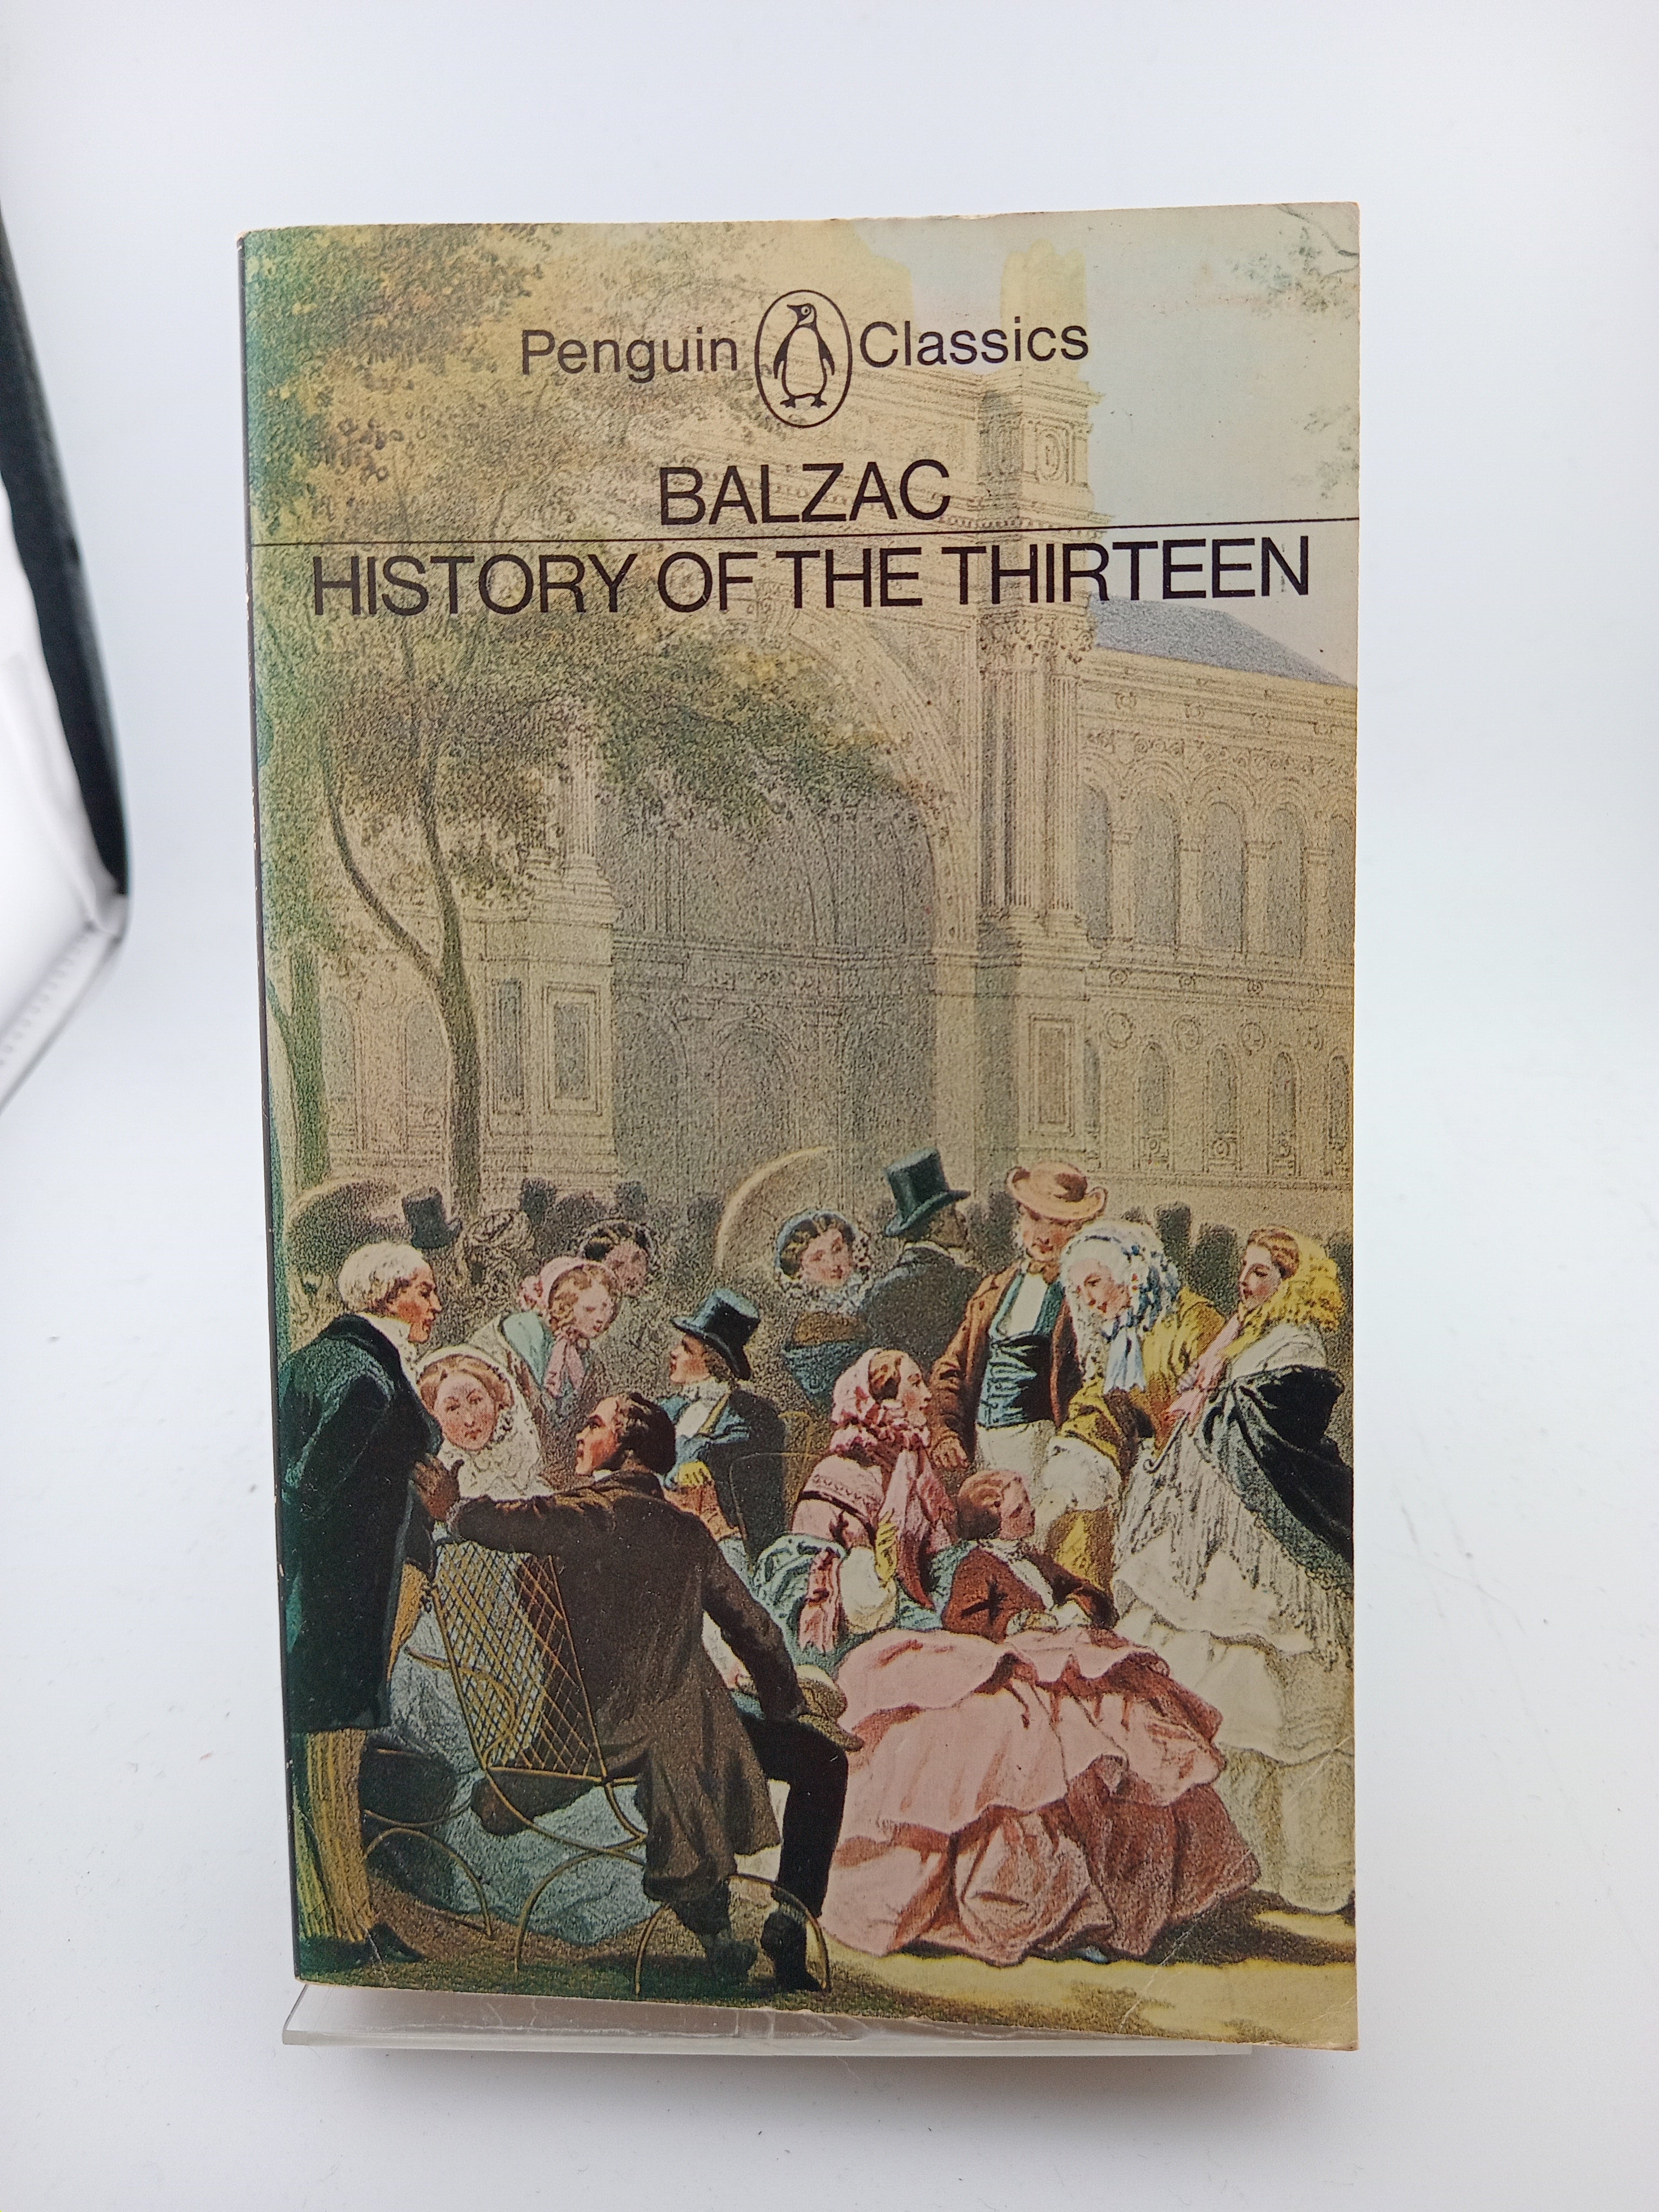 Penguin Classics
BALZAC
HISTORY OF THE THIRTEEN